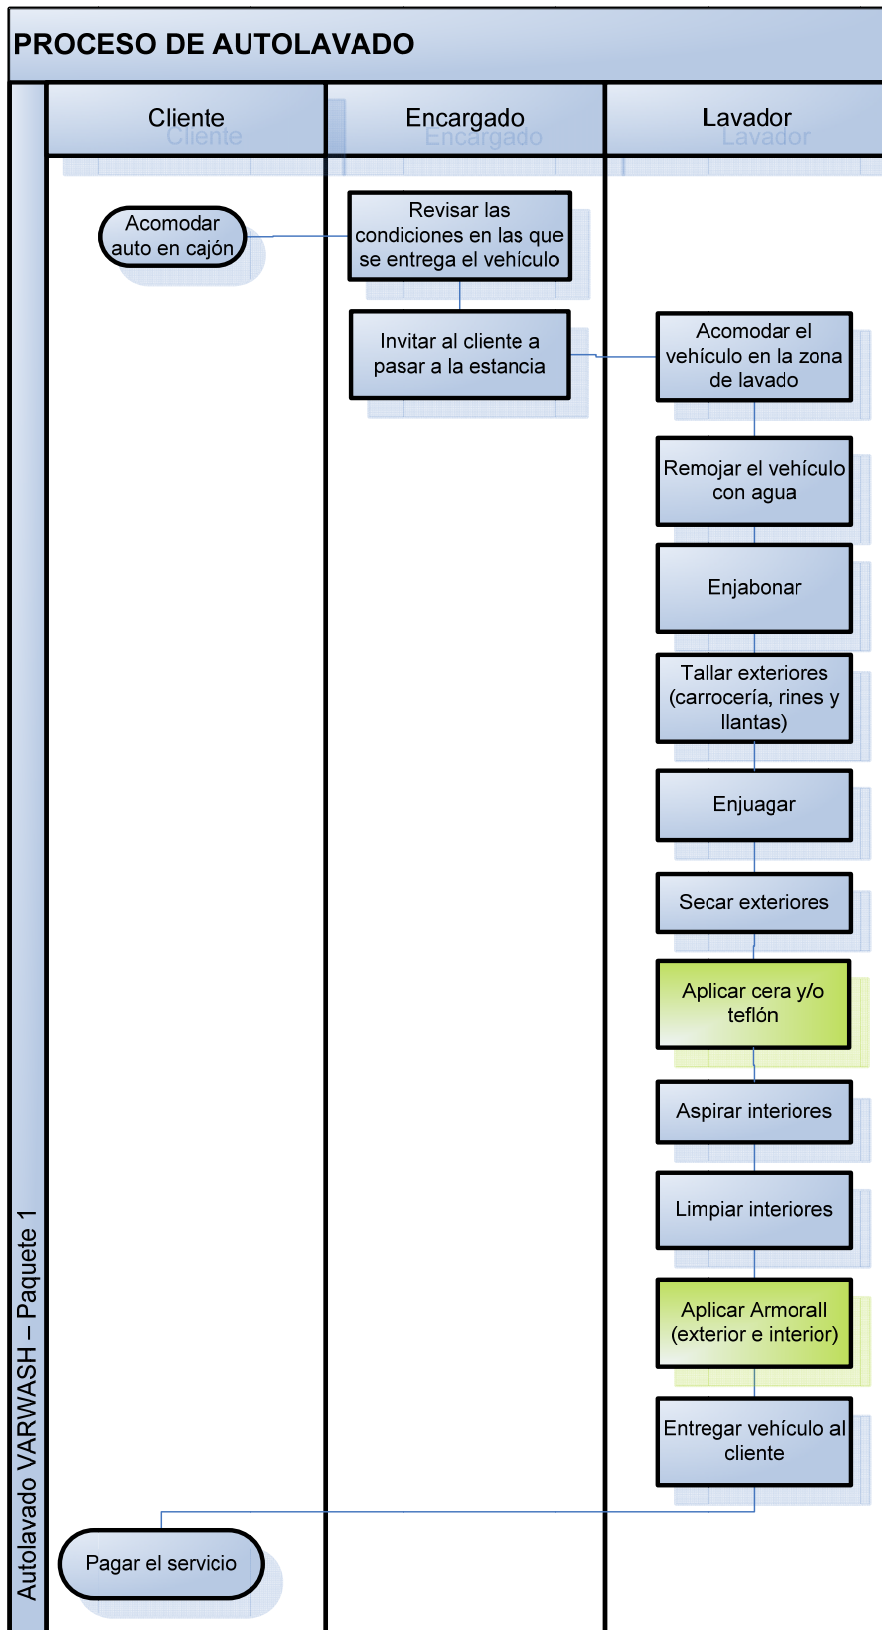 PROCESO DE AUTOLAVADO
Cliente
Encargado
Lavador
Cliente
Encargado
Lavador
Acomodar
auto en cajón
Revisar las
condiciones en las que
se entrega el vehículo
Invitar al cliente a
pasar a la estancia
Acomodar el
vehículo en la zona
de lavado
Remojar el vehículo
con agua
Enjabonar
Tallar exteriores
(carrocería, rines y
llantas)
Enjuagar
Secar exteriores
Aplicar cera y/o
teflón
Aspirar interiores
Limpiar interiores
Aplicar Armorall
(exterior e interior)
Entregar vehículo al
cliente
Pagar el servicio
Autolavado VARWASH – Paquete 1